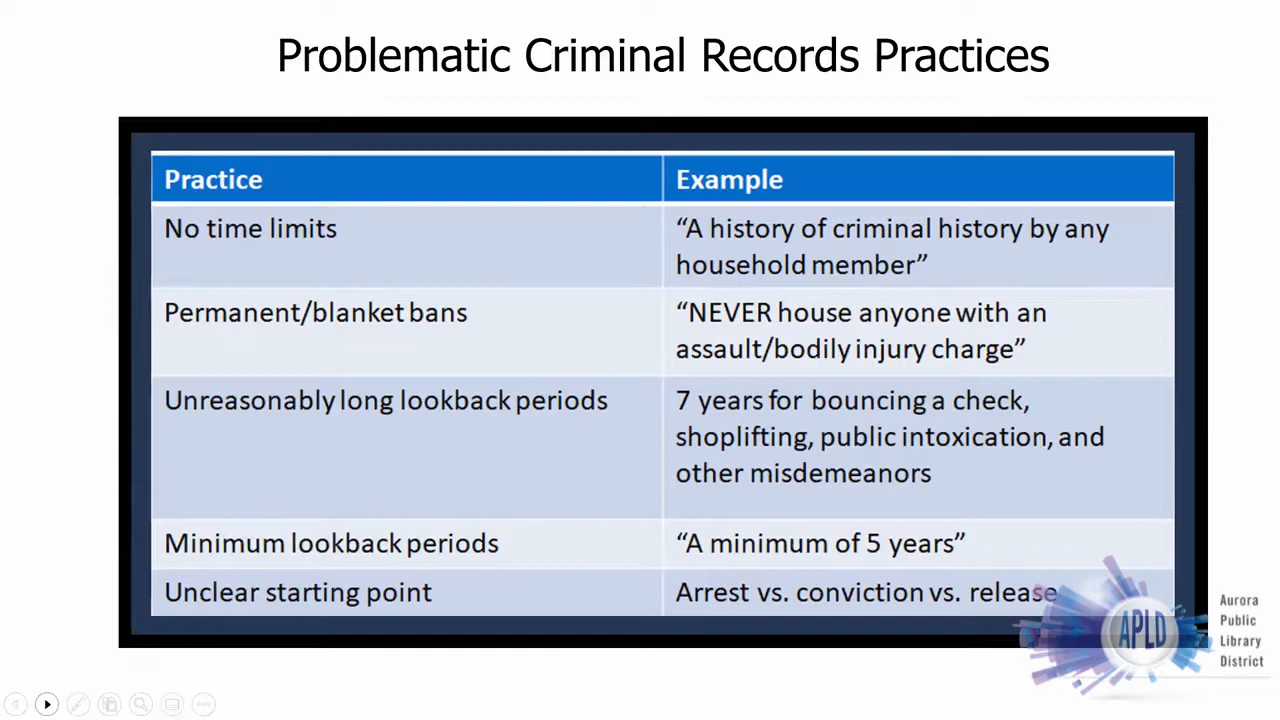 Problematic Criminal Records Practices
Practice
Example
No time limits
“A history of criminal history by any
household member”
Permanent/blanket bans
“NEVER house anyone with an
assault/bodily injury charge”
Unreasonably long lookback periods
7 years for bouncing a check,
shoplifting, public intoxication, and
other misdemeanors
Minimum lookback periods
“A minimum of 5 years”
Unclear starting point
Arrest vs. conviction vs. release
APLD
Aurora
Public
Library
District